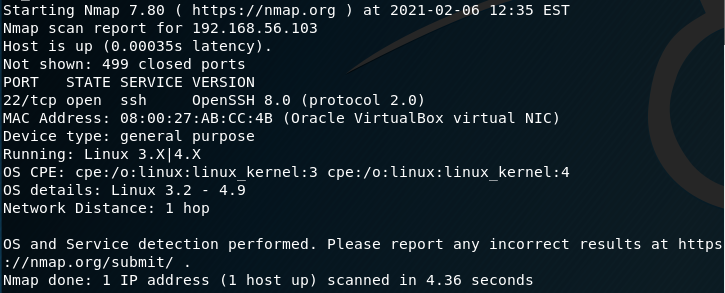 Starting Nmap 7.80 ( https://nmap.org ) at 2021-02-06 12:35 EST
Nmap scan report for 192.168.56.103
Host is up (0.00035s latency).
Not shown: 499 closed ports
PORT   STATE SERVICE VERSION
22/tcp open  ssh     OpenSSH 8.0 (protocol 2.0)
MAC Address: 08:00:27:AB:CC:4B (Oracle VirtualBox virtual NIC)
Device type: general purpose
Running: Linux 3.X|4.X
OS CPE: cpe:/o:linux:linux_kernel:3 cpe:/o:linux:linux_kernel:4
OS details: Linux 3.2 - 4.9
Network Distance: 1 hop
OS and Service detection performed. Please report any incorrect results at https
://nmap.org/submit/ .
Nmap done: 1 IP address (1 host up) scanned in 4.36 seconds